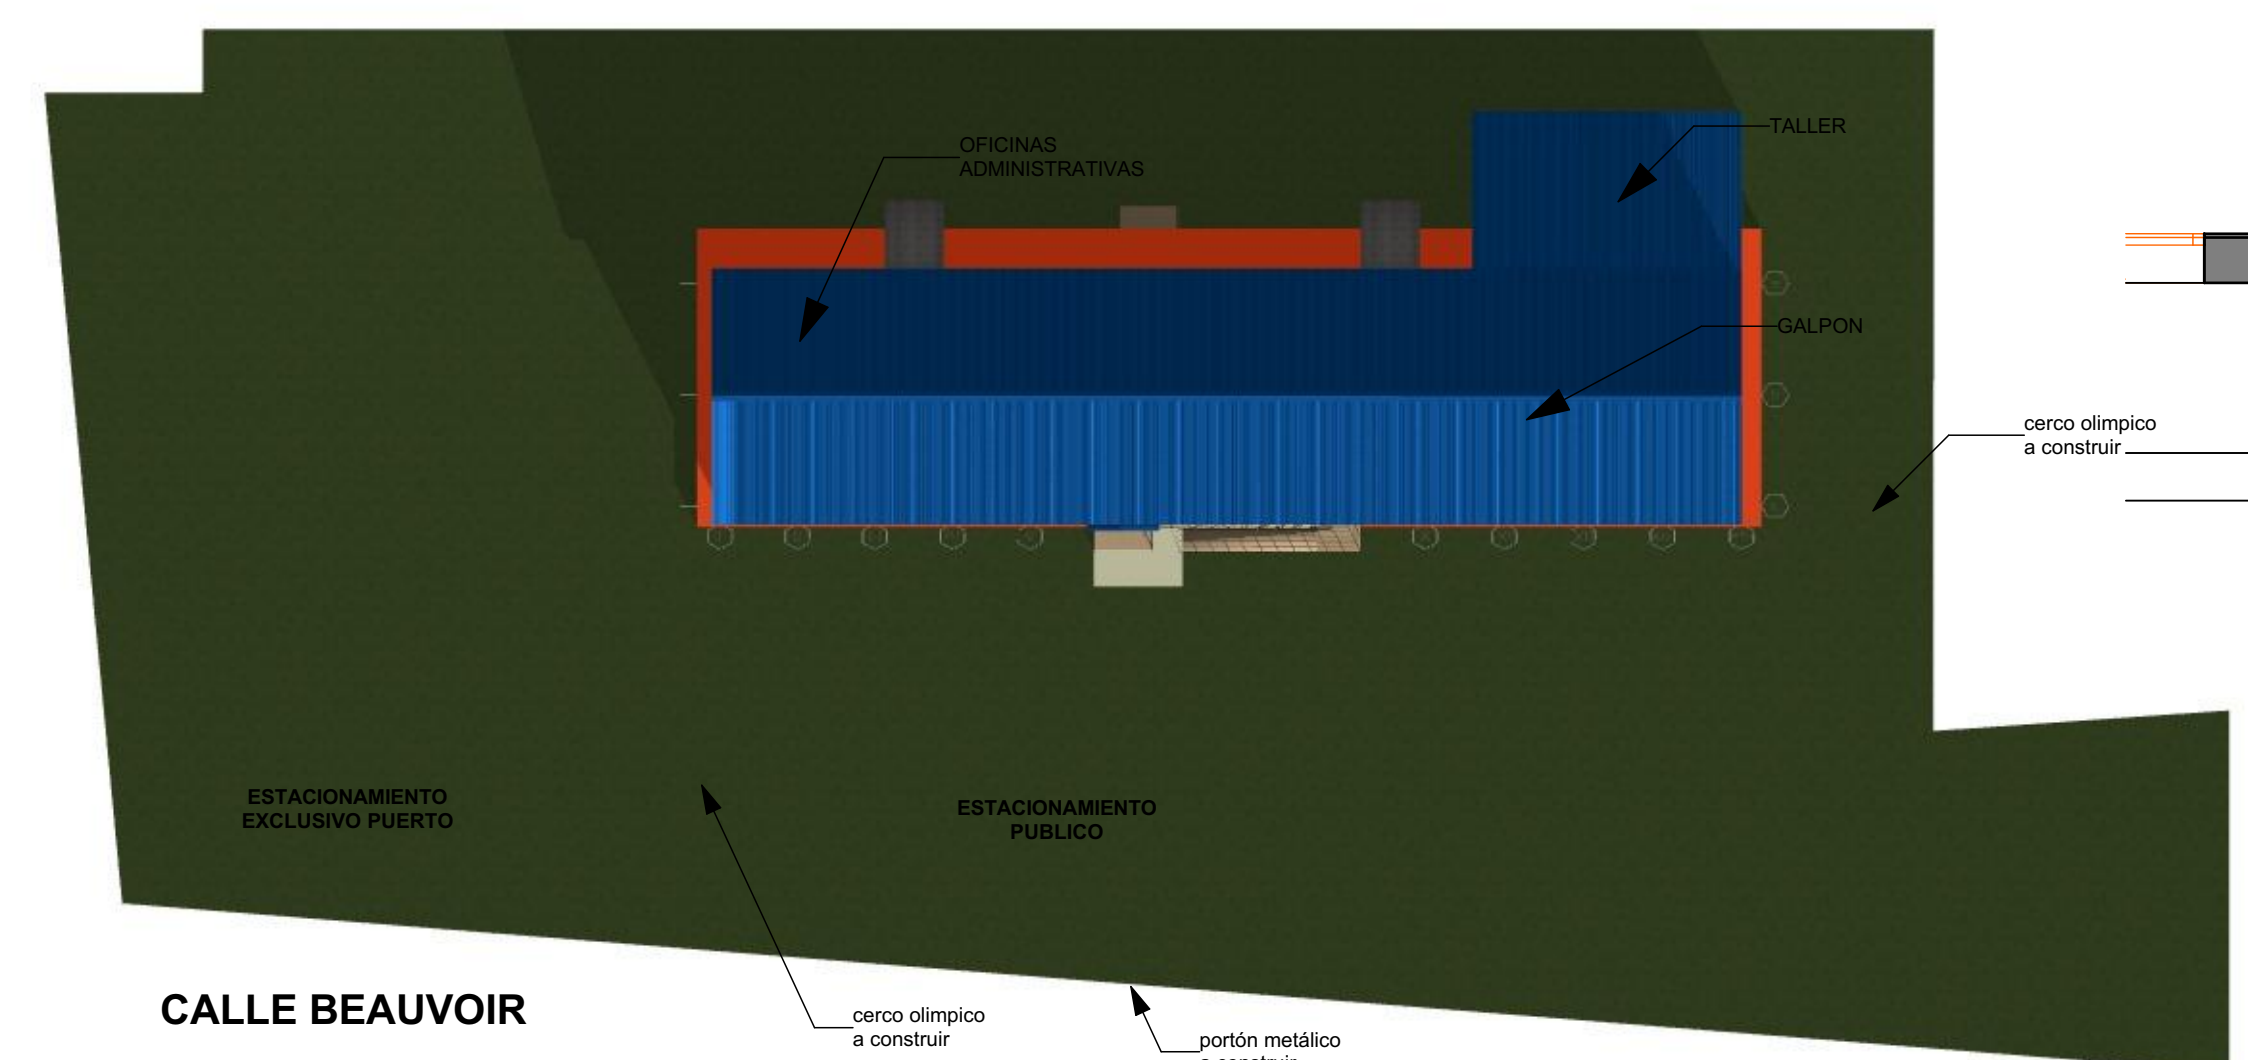 OFICINAS
ADMINISTRATIVAS
TALLER
GALPON
cerco olimpico
a construir
ESTACIONAMIENTO
EXCLUSIVO PUERTO
ESTACIONAMIENTO
PUBLICO
CALLE BEAUVOIR
cerco olimpico
a construir
portón metálico
a construir